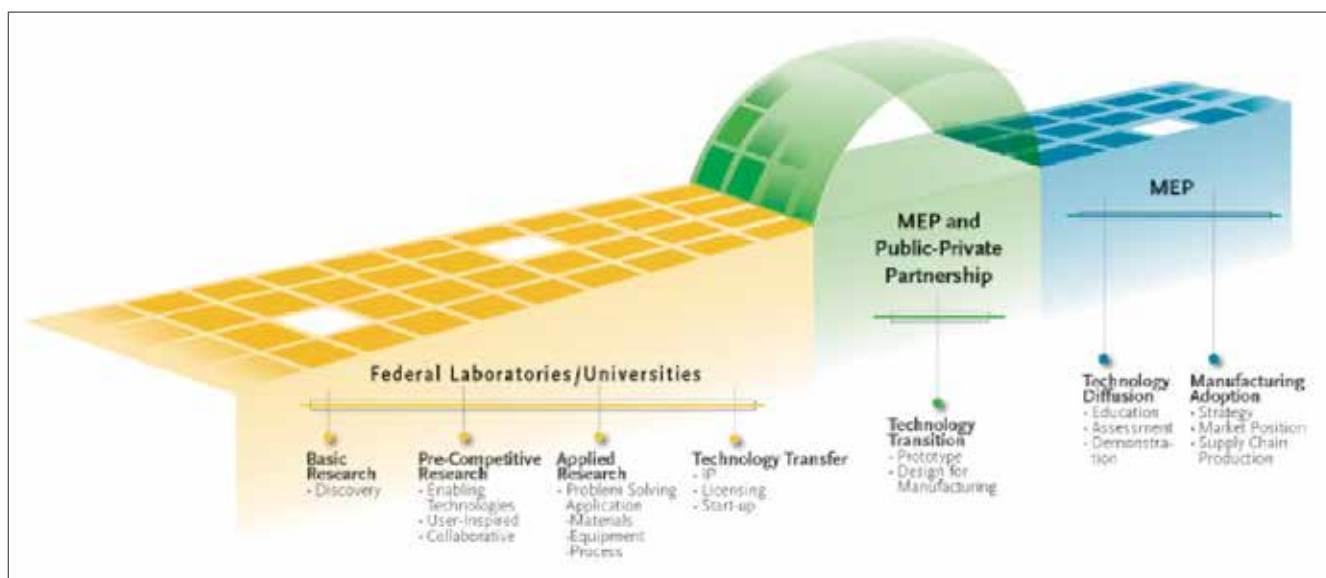 MEP
MEP and
Public-Private
Partnership
Federal Laboratories/Universities
Basic
Research
- Discovery
Pre-Competitive
Research
- Enabling
Technologies
- User-Inspired
- Collaborative
Applied
Research
- Problem Solving
Application
-Materials
-Equipment
-Process
Technology Transfer
- IP
- Licensing
- Start-up
Technology
Transition
- Prototype
- Design for
Manufacturing
Technology
Diffusion
- Education
- Assessment
- Demonstra-
tion
Manufacturing
Adoption
- Strategy
- Market Position
- Supply Chain
Production